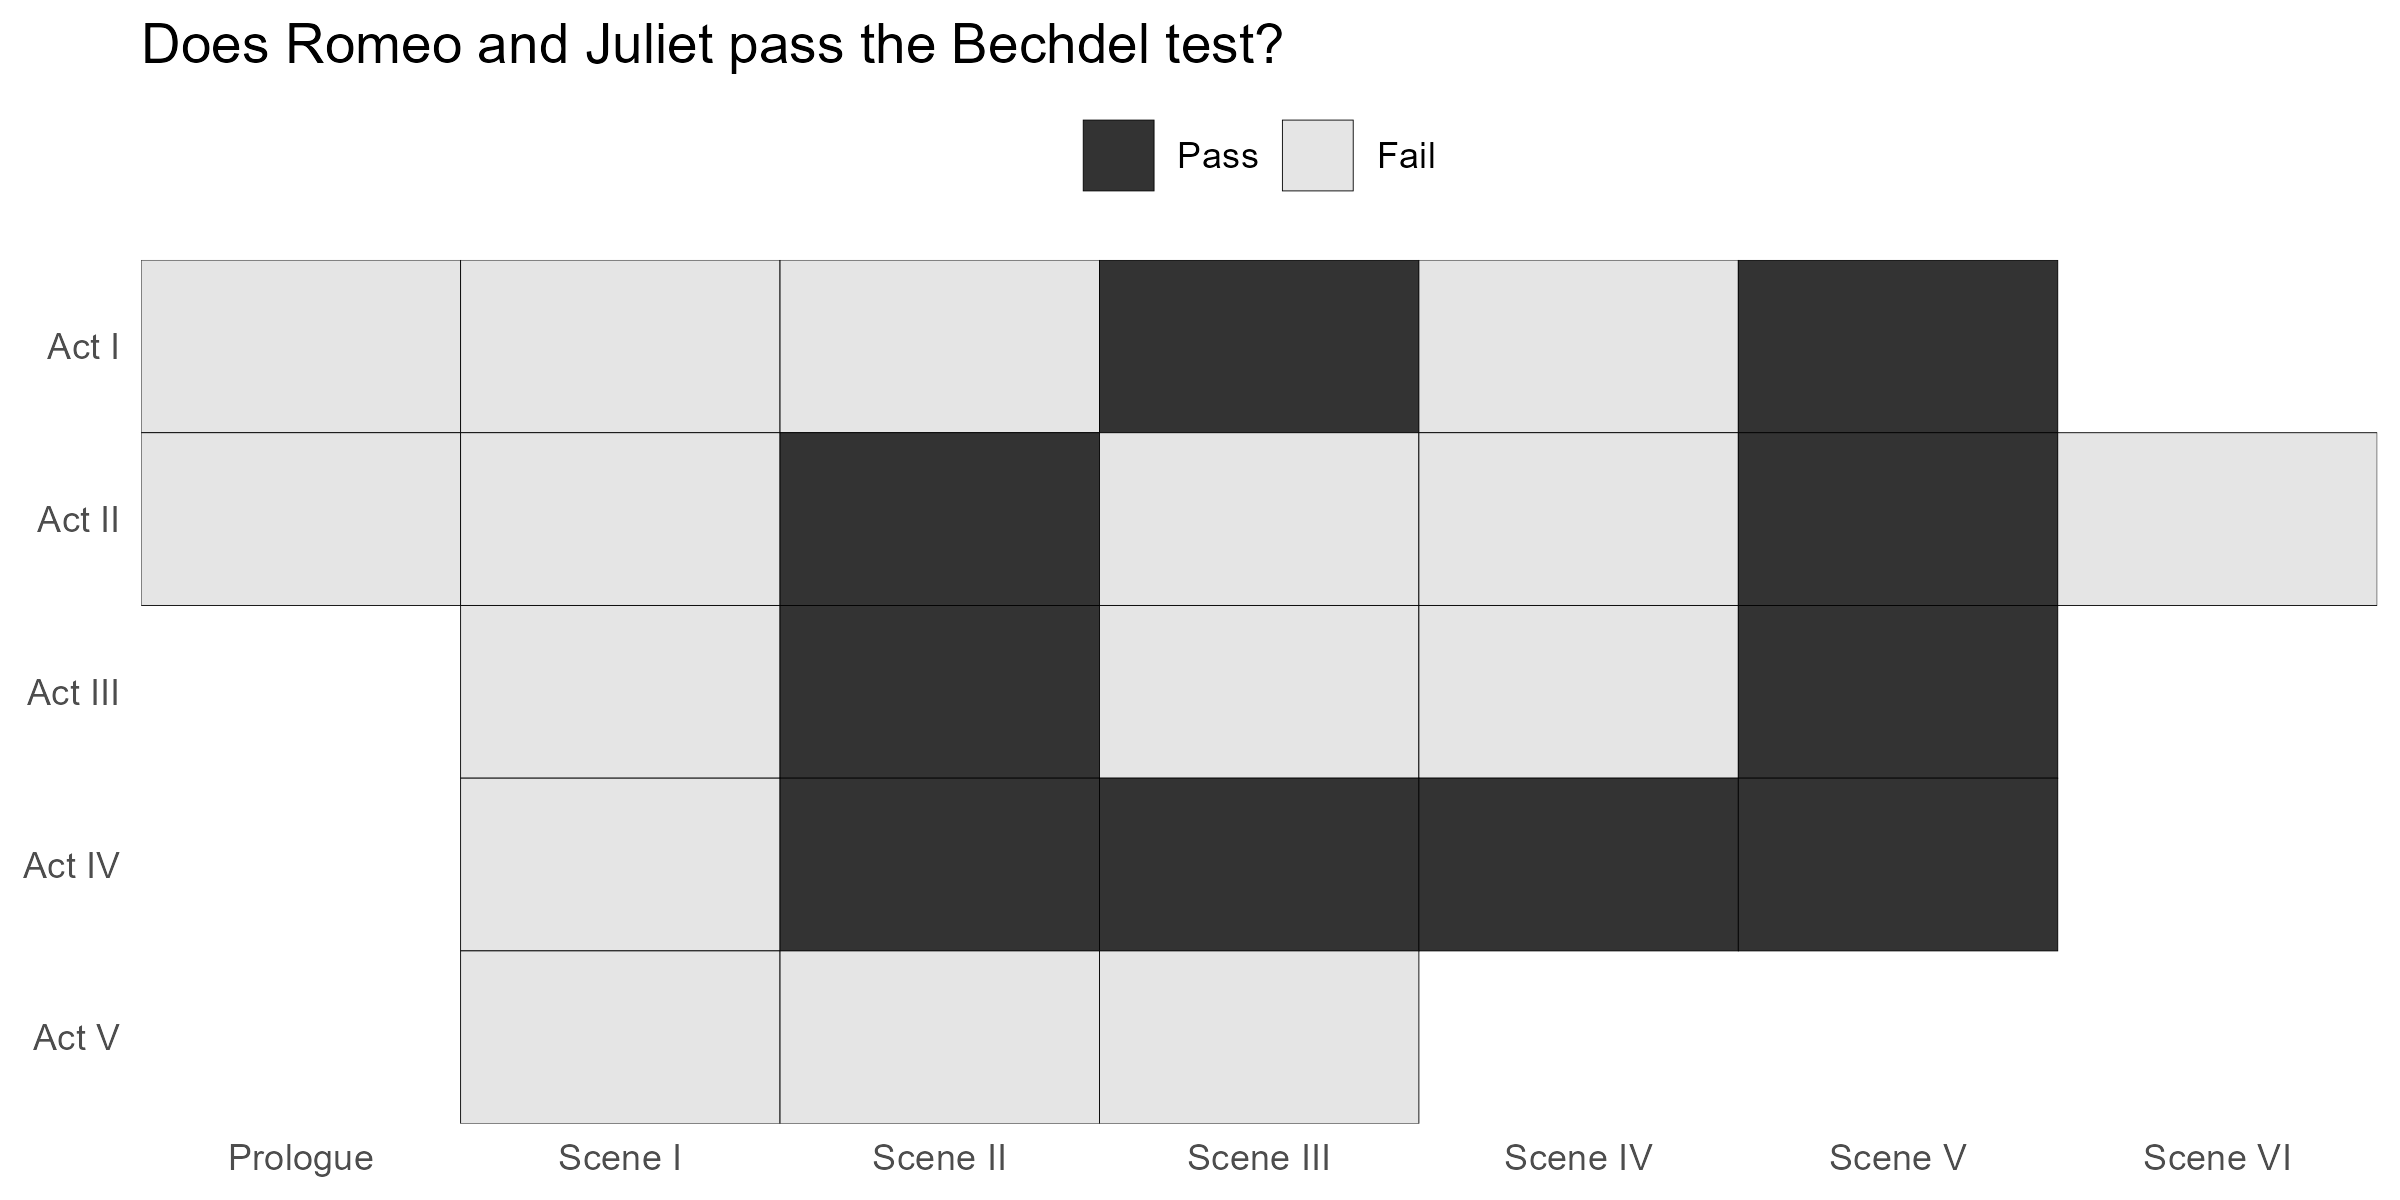 Does Romeo and Juliet pass the Bechdel test?
Pass Fail
Act I
Act II
Act III
Act IV
Act V
Prologue Scene I Scene II Scene III Scene IV Scene V Scene VI